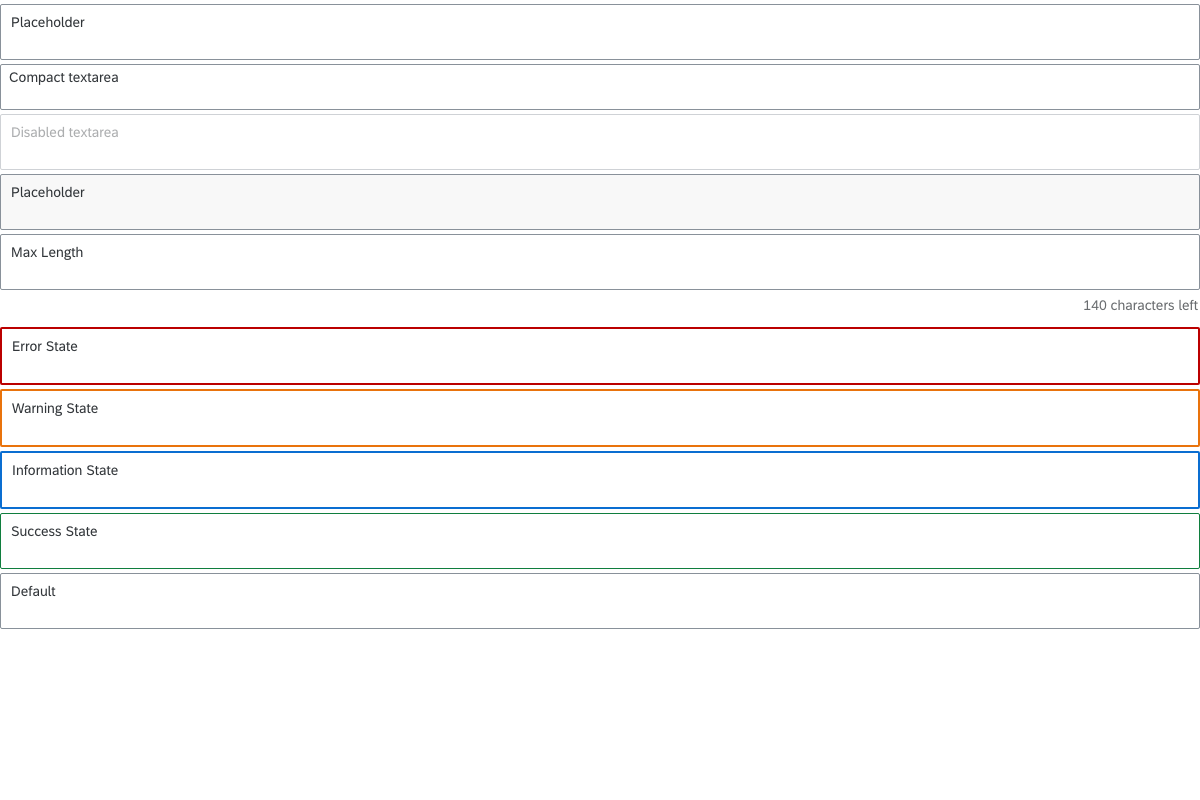 Placeholder
Compact textarea
Disabled textarea
Placeholder
Max Length
140 characters left
Error State
Warning State
Information State
Success State
Default